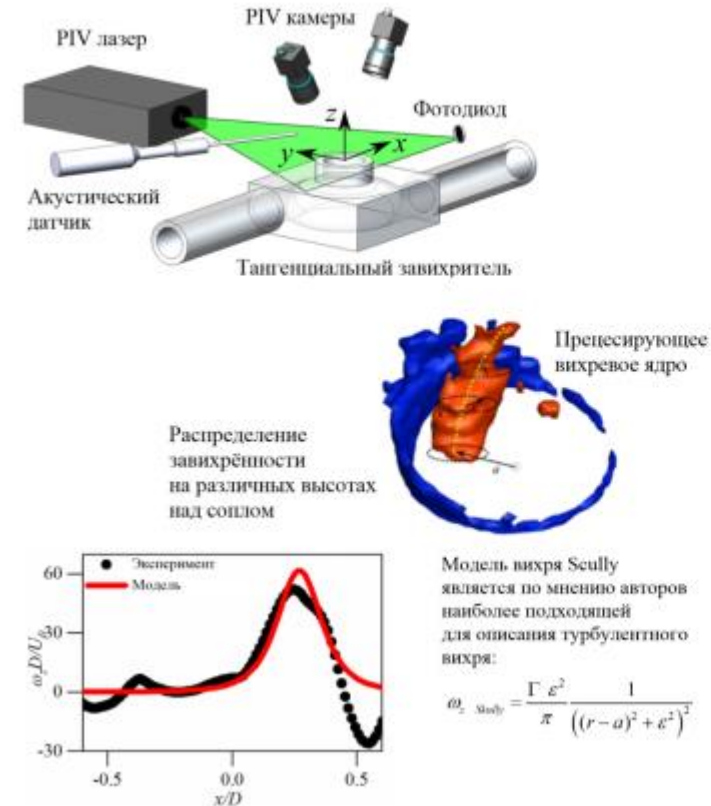 PIV камеры
PIV лазер
Фотодиод
z
y
x
Акустический
датчик
Тангенциальный завихритель
Прецесирующее
вихревое ядро
a
Распределение
завихрённости
на различных высотах
над соплом
Эксперимент
Модель
60
30
0
-30
ω_zD/U_0
-0.5
0.0
0.5
x/D
Модель вихря Scully
является по мнению авторов
наиболее подходящей
для описания турбулентного
вихря:
ω_z Scully = Γ ε² / π · 1 / ((r − a)² + ε²)²